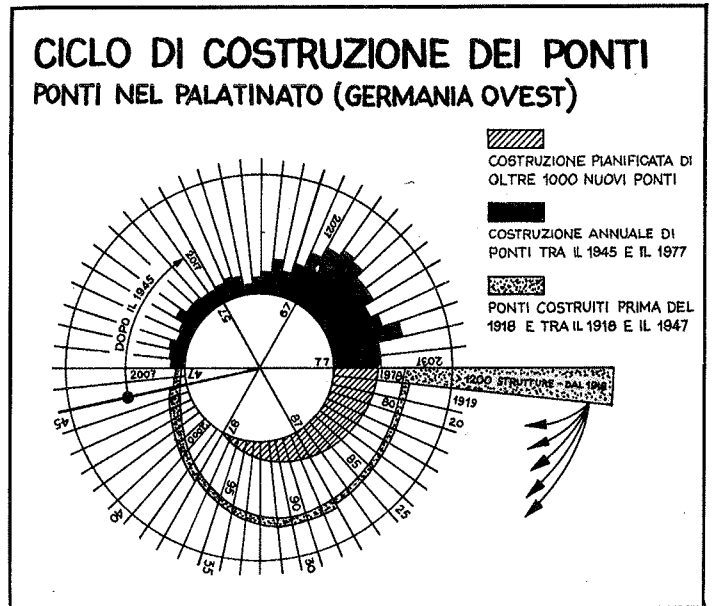 CICLO DI COSTRUZIONE DEI PONTI
PONTI NEL PALATINATO (GERMANIA OVEST)
COSTRUZIONE PIANIFICATA DI
OLTRE 1000 NUOVI PONTI
COSTRUZIONE ANNUALE DI
PONTI TRA IL 1945 E IL 1977
PONTI COSTRUITI PRIMA DEL
1918 E TRA IL 1918 E IL 1947
DOPO IL 1945
2017
2027
57
67
77
2037
2007
47
1978
1200 STRUTTURE - DAL 1918
45
80
1919
20
87
97
2000
85
95
90
25
40
35
30